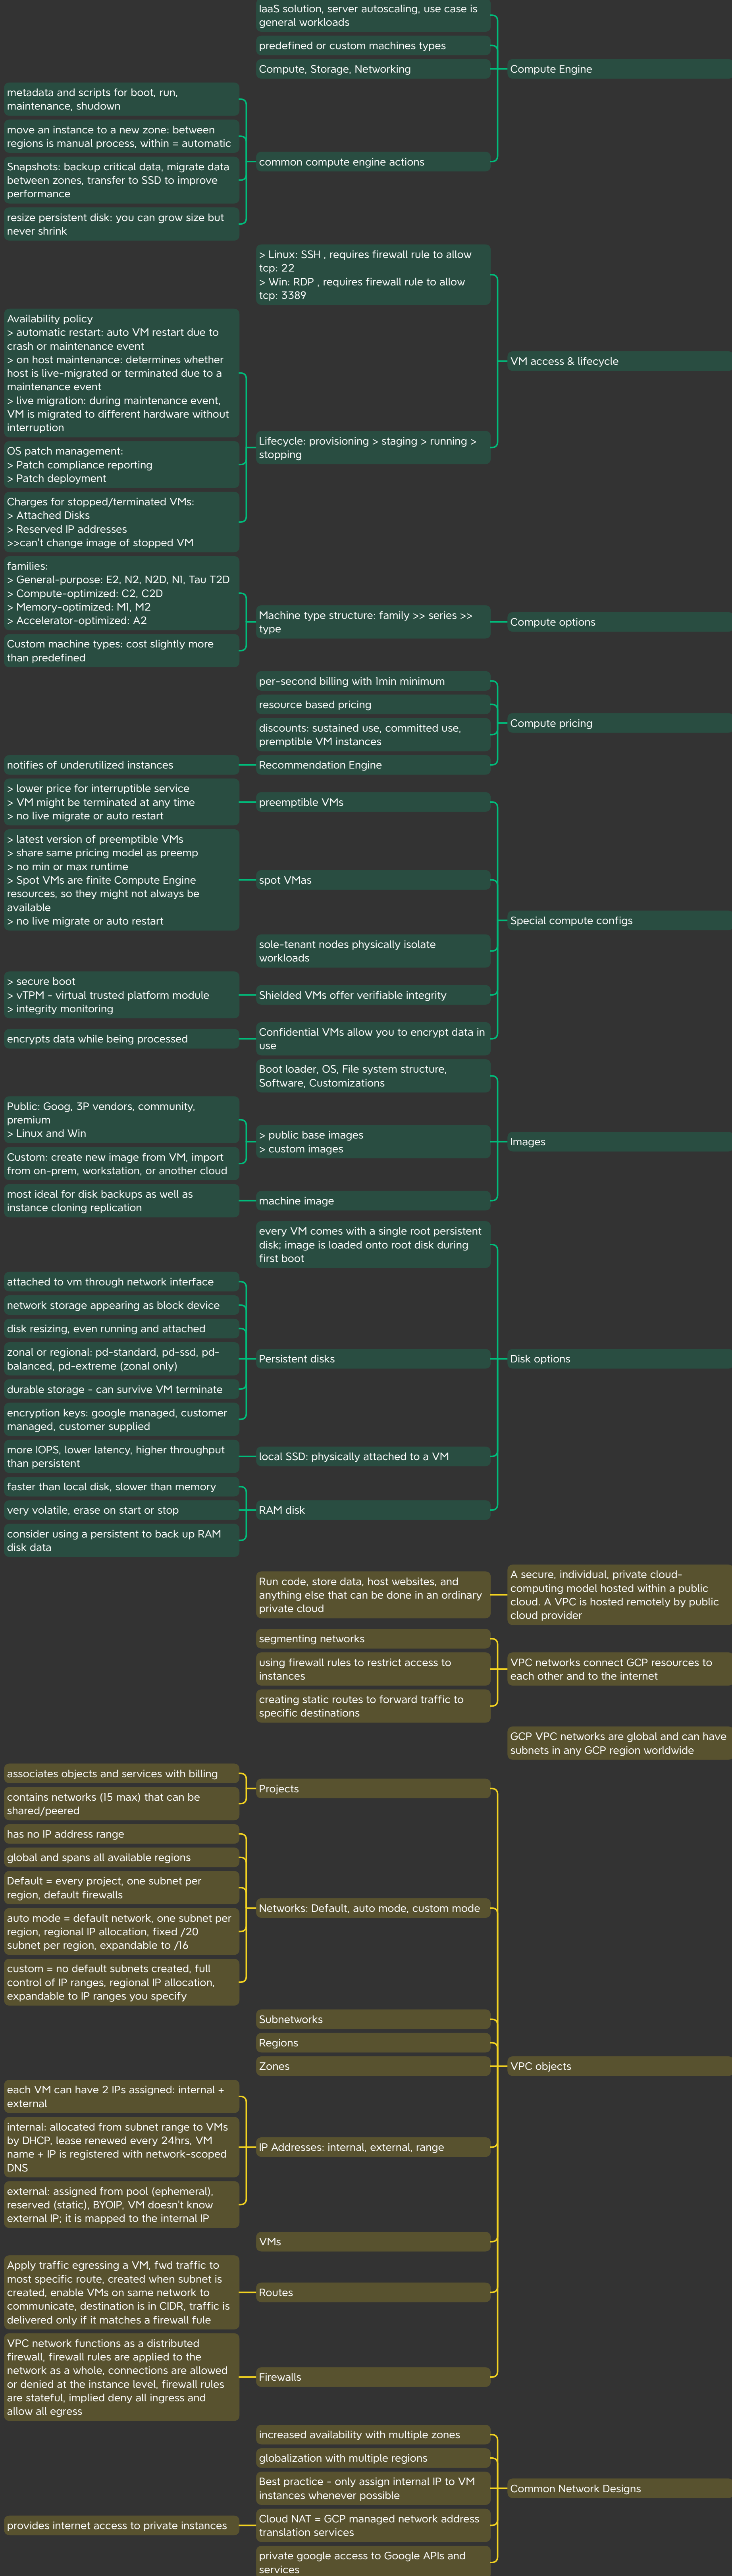 IaaS solution, server autoscaling, use case is
general workloads
predefined or custom machines types
Compute, Storage, Networking
Compute Engine
metadata and scripts for boot, run,
maintenance, shudown
move an instance to a new zone: between
regions is manual process, within = automatic
Snapshots: backup critical data, migrate data
between zones, transfer to SSD to improve
performance
resize persistent disk: you can grow size but
never shrink
common compute engine actions
> Linux: SSH , requires firewall rule to allow
tcp: 22
> Win: RDP , requires firewall rule to allow
tcp: 3389
VM access & lifecycle
Availability policy
> automatic restart: auto VM restart due to
crash or maintenance event
> on host maintenance: determines whether
host is live-migrated or terminated due to a
maintenance event
> live migration: during maintenance event,
VM is migrated to different hardware without
interruption
OS patch management:
> Patch compliance reporting
> Patch deployment
Charges for stopped/terminated VMs:
> Attached Disks
> Reserved IP addresses
>>can't change image of stopped VM
Lifecycle: provisioning > staging > running >
stopping
families:
> General-purpose: E2, N2, N2D, N1, Tau T2D
> Compute-optimized: C2, C2D
> Memory-optimized: M1, M2
> Accelerator-optimized: A2
Custom machine types: cost slightly more
than predefined
Machine type structure: family >> series >>
type
Compute options
per-second billing with 1min minimum
resource based pricing
discounts: sustained use, committed use,
premptible VM instances
notifies of underutilized instances
Recommendation Engine
Compute pricing
> lower price for interruptible service
> VM might be terminated at any time
> no live migrate or auto restart
preemptible VMs
> latest version of preemptible VMs
> share same pricing model as preemp
> no min or max runtime
> Spot VMs are finite Compute Engine
resources, so they might not always be
available
> no live migrate or auto restart
spot VMas
sole-tenant nodes physically isolate
workloads
Special compute configs
> secure boot
> vTPM - virtual trusted platform module
> integrity monitoring
Shielded VMs offer verifiable integrity
encrypts data while being processed
Confidential VMs allow you to encrypt data in
use
Boot loader, OS, File system structure,
Software, Customizations
Public: Goog, 3P vendors, community,
premium
> Linux and Win
Custom: create new image from VM, import
from on-prem, workstation, or another cloud
> public base images
> custom images
Images
most ideal for disk backups as well as
instance cloning replication
machine image
every VM comes with a single root persistent
disk; image is loaded onto root disk during
first boot
attached to vm through network interface
network storage appearing as block device
disk resizing, even running and attached
zonal or regional: pd-standard, pd-ssd, pd-
balanced, pd-extreme (zonal only)
durable storage - can survive VM terminate
encryption keys: google managed, customer
managed, customer supplied
Persistent disks
Disk options
more IOPS, lower latency, higher throughput
than persistent
local SSD: physically attached to a VM
faster than local disk, slower than memory
very volatile, erase on start or stop
consider using a persistent to back up RAM
disk data
RAM disk
Run code, store data, host websites, and
anything else that can be done in an ordinary
private cloud
A secure, individual, private cloud-
computing model hosted within a public
cloud. A VPC is hosted remotely by public
cloud provider
segmenting networks
using firewall rules to restrict access to
instances
creating static routes to forward traffic to
specific destinations
VPC networks connect GCP resources to
each other and to the internet
GCP VPC networks are global and can have
subnets in any GCP region worldwide
associates objects and services with billing
contains networks (15 max) that can be
shared/peered
Projects
has no IP address range
global and spans all available regions
Default = every project, one subnet per
region, default firewalls
auto mode = default network, one subnet per
region, regional IP allocation, fixed /20
subnet per region, expandable to /16
custom = no default subnets created, full
control of IP ranges, regional IP allocation,
expandable to IP ranges you specify
Networks: Default, auto mode, custom mode
Subnetworks
Regions
Zones
VPC objects
each VM can have 2 IPs assigned: internal +
external
internal: allocated from subnet range to VMs
by DHCP, lease renewed every 24hrs, VM
name + IP is registered with network-scoped
DNS
external: assigned from pool (ephemeral),
reserved (static), BYOIP, VM doesn't know
external IP; it is mapped to the internal IP
IP Addresses: internal, external, range
VMs
Apply traffic egressing a VM, fwd traffic to
most specific route, created when subnet is
created, enable VMs on same network to
communicate, destination is in CIDR, traffic is
delivered only if it matches a firewall fule
Routes
VPC network functions as a distributed
firewall, firewall rules are applied to the
network as a whole, connections are allowed
or denied at the instance level, firewall rules
are stateful, implied deny all ingress and
allow all egress
Firewalls
increased availability with multiple zones
globalization with multiple regions
Best practice - only assign internal IP to VM
instances whenever possible
Common Network Designs
provides internet access to private instances
Cloud NAT = GCP managed network address
translation services
private google access to Google APIs and
services